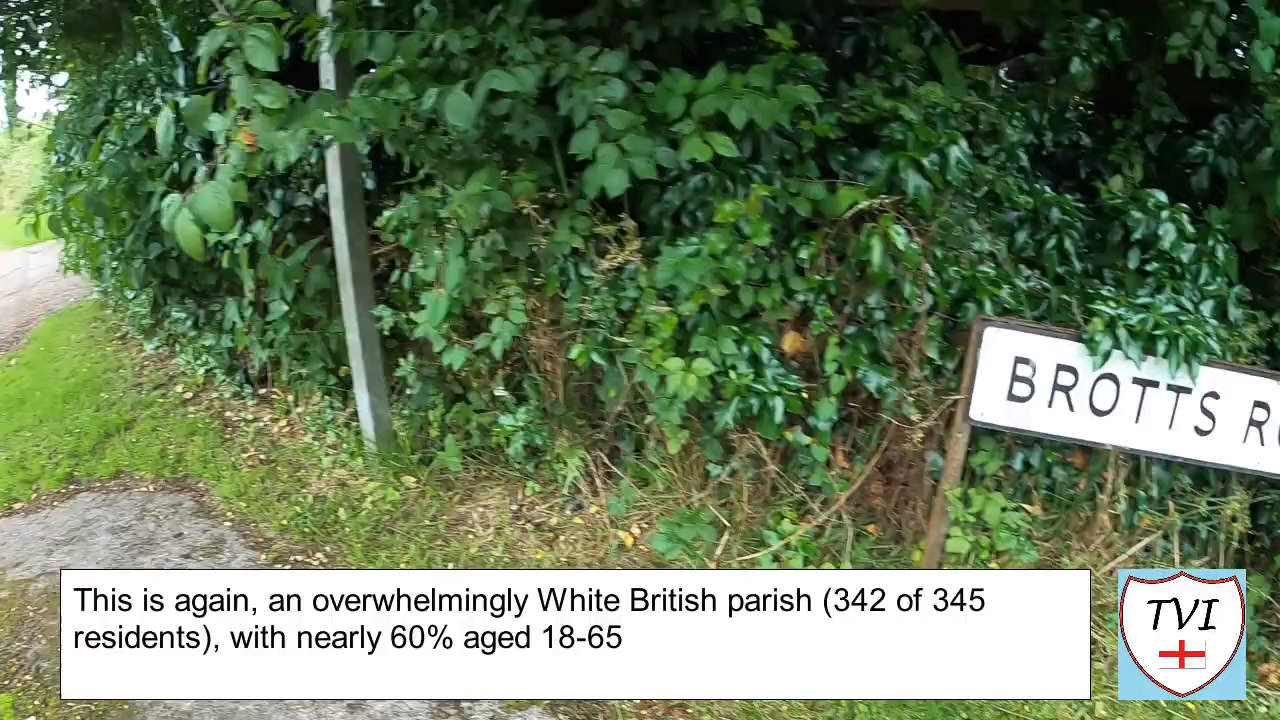 BROTTS
This is again, an overwhelmingly White British parish (342 of 345
residents), with nearly 60% aged 18-65
TVI